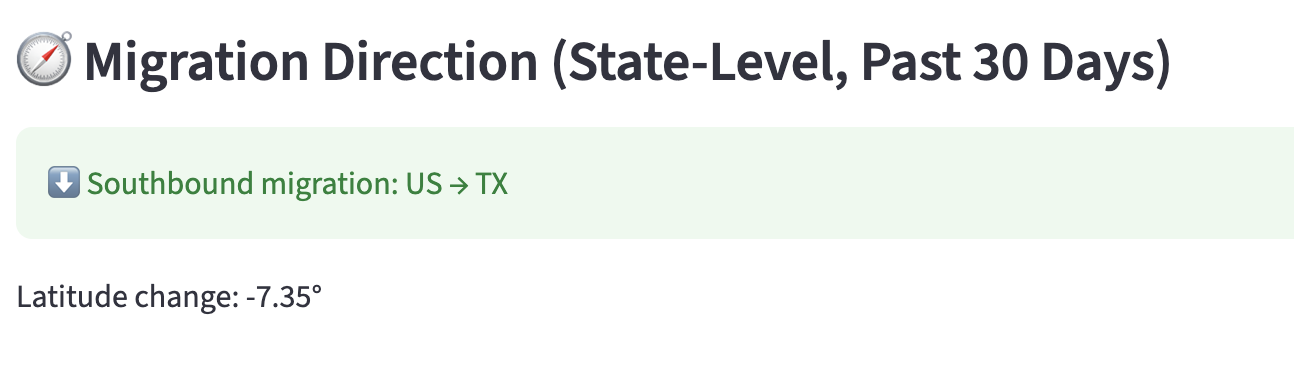 Migration Direction (State-Level, Past 30 Days)
Southbound migration: US → TX
Latitude change: -7.35°